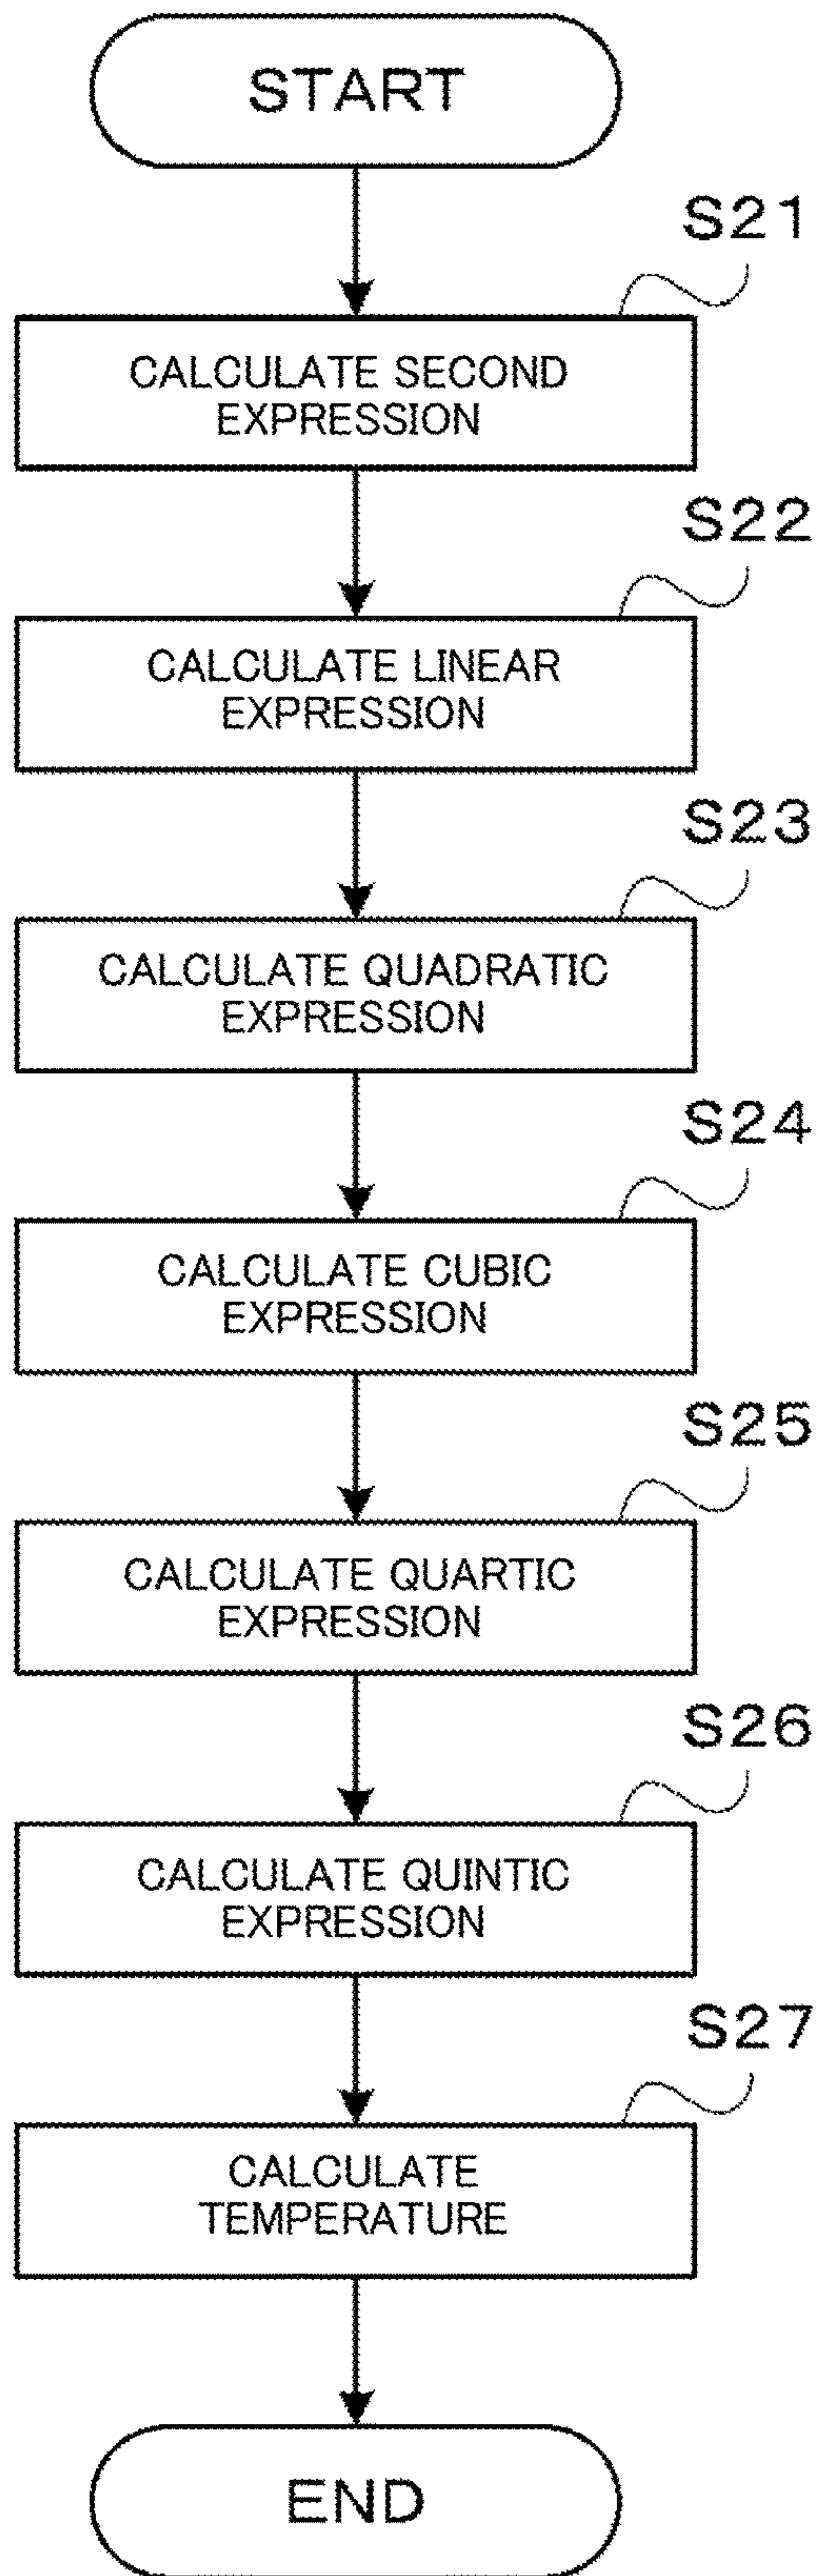 START
S21
CALCULATE SECOND
EXPRESSION
S22
CALCULATE LINEAR
EXPRESSION
S23
CALCULATE QUADRATIC
EXPRESSION
S24
CALCULATE CUBIC
EXPRESSION
S25
CALCULATE QUARTIC
EXPRESSION
S26
CALCULATE QUINTIC
EXPRESSION
S27
CALCULATE
TEMPERATURE
END